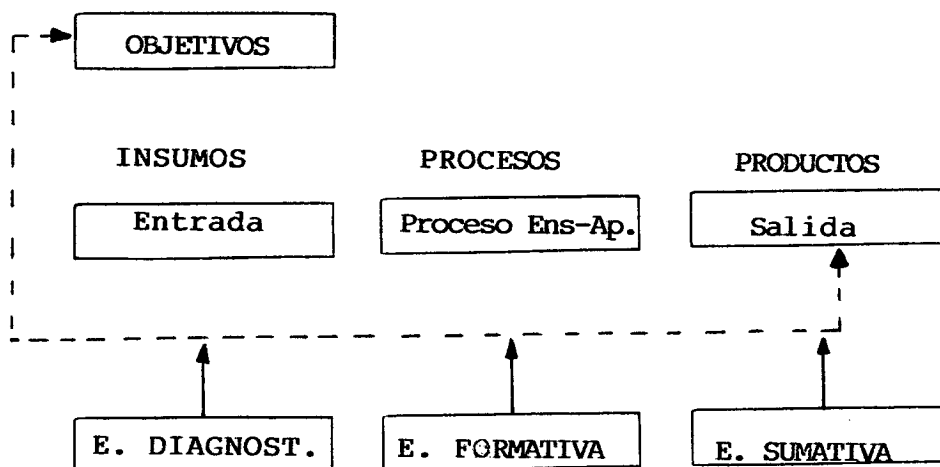 OBJETIVOS
INSUMOS PROCESOS PRODUCTOS
Entrada Proceso Ens-Ap. Salida
E. DIAGNOST. E. FORMATIVA E. SUMATIVA